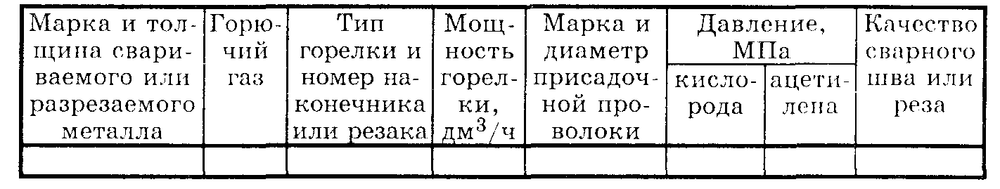 Марка и тол-
щина свари-
ваемого или
разрезаемого
металла
Горю-
чий
газ
Тип
горелки и
номер на-
конечника
или резака
Мощ-
ность
горел-
ки,
дм³/ч
Марка и
диаметр
присадоч-
ной про-
волоки
Давление,
МПа
кисло-
рода
ацети-
лена
Качество
сварного
шва или
реза